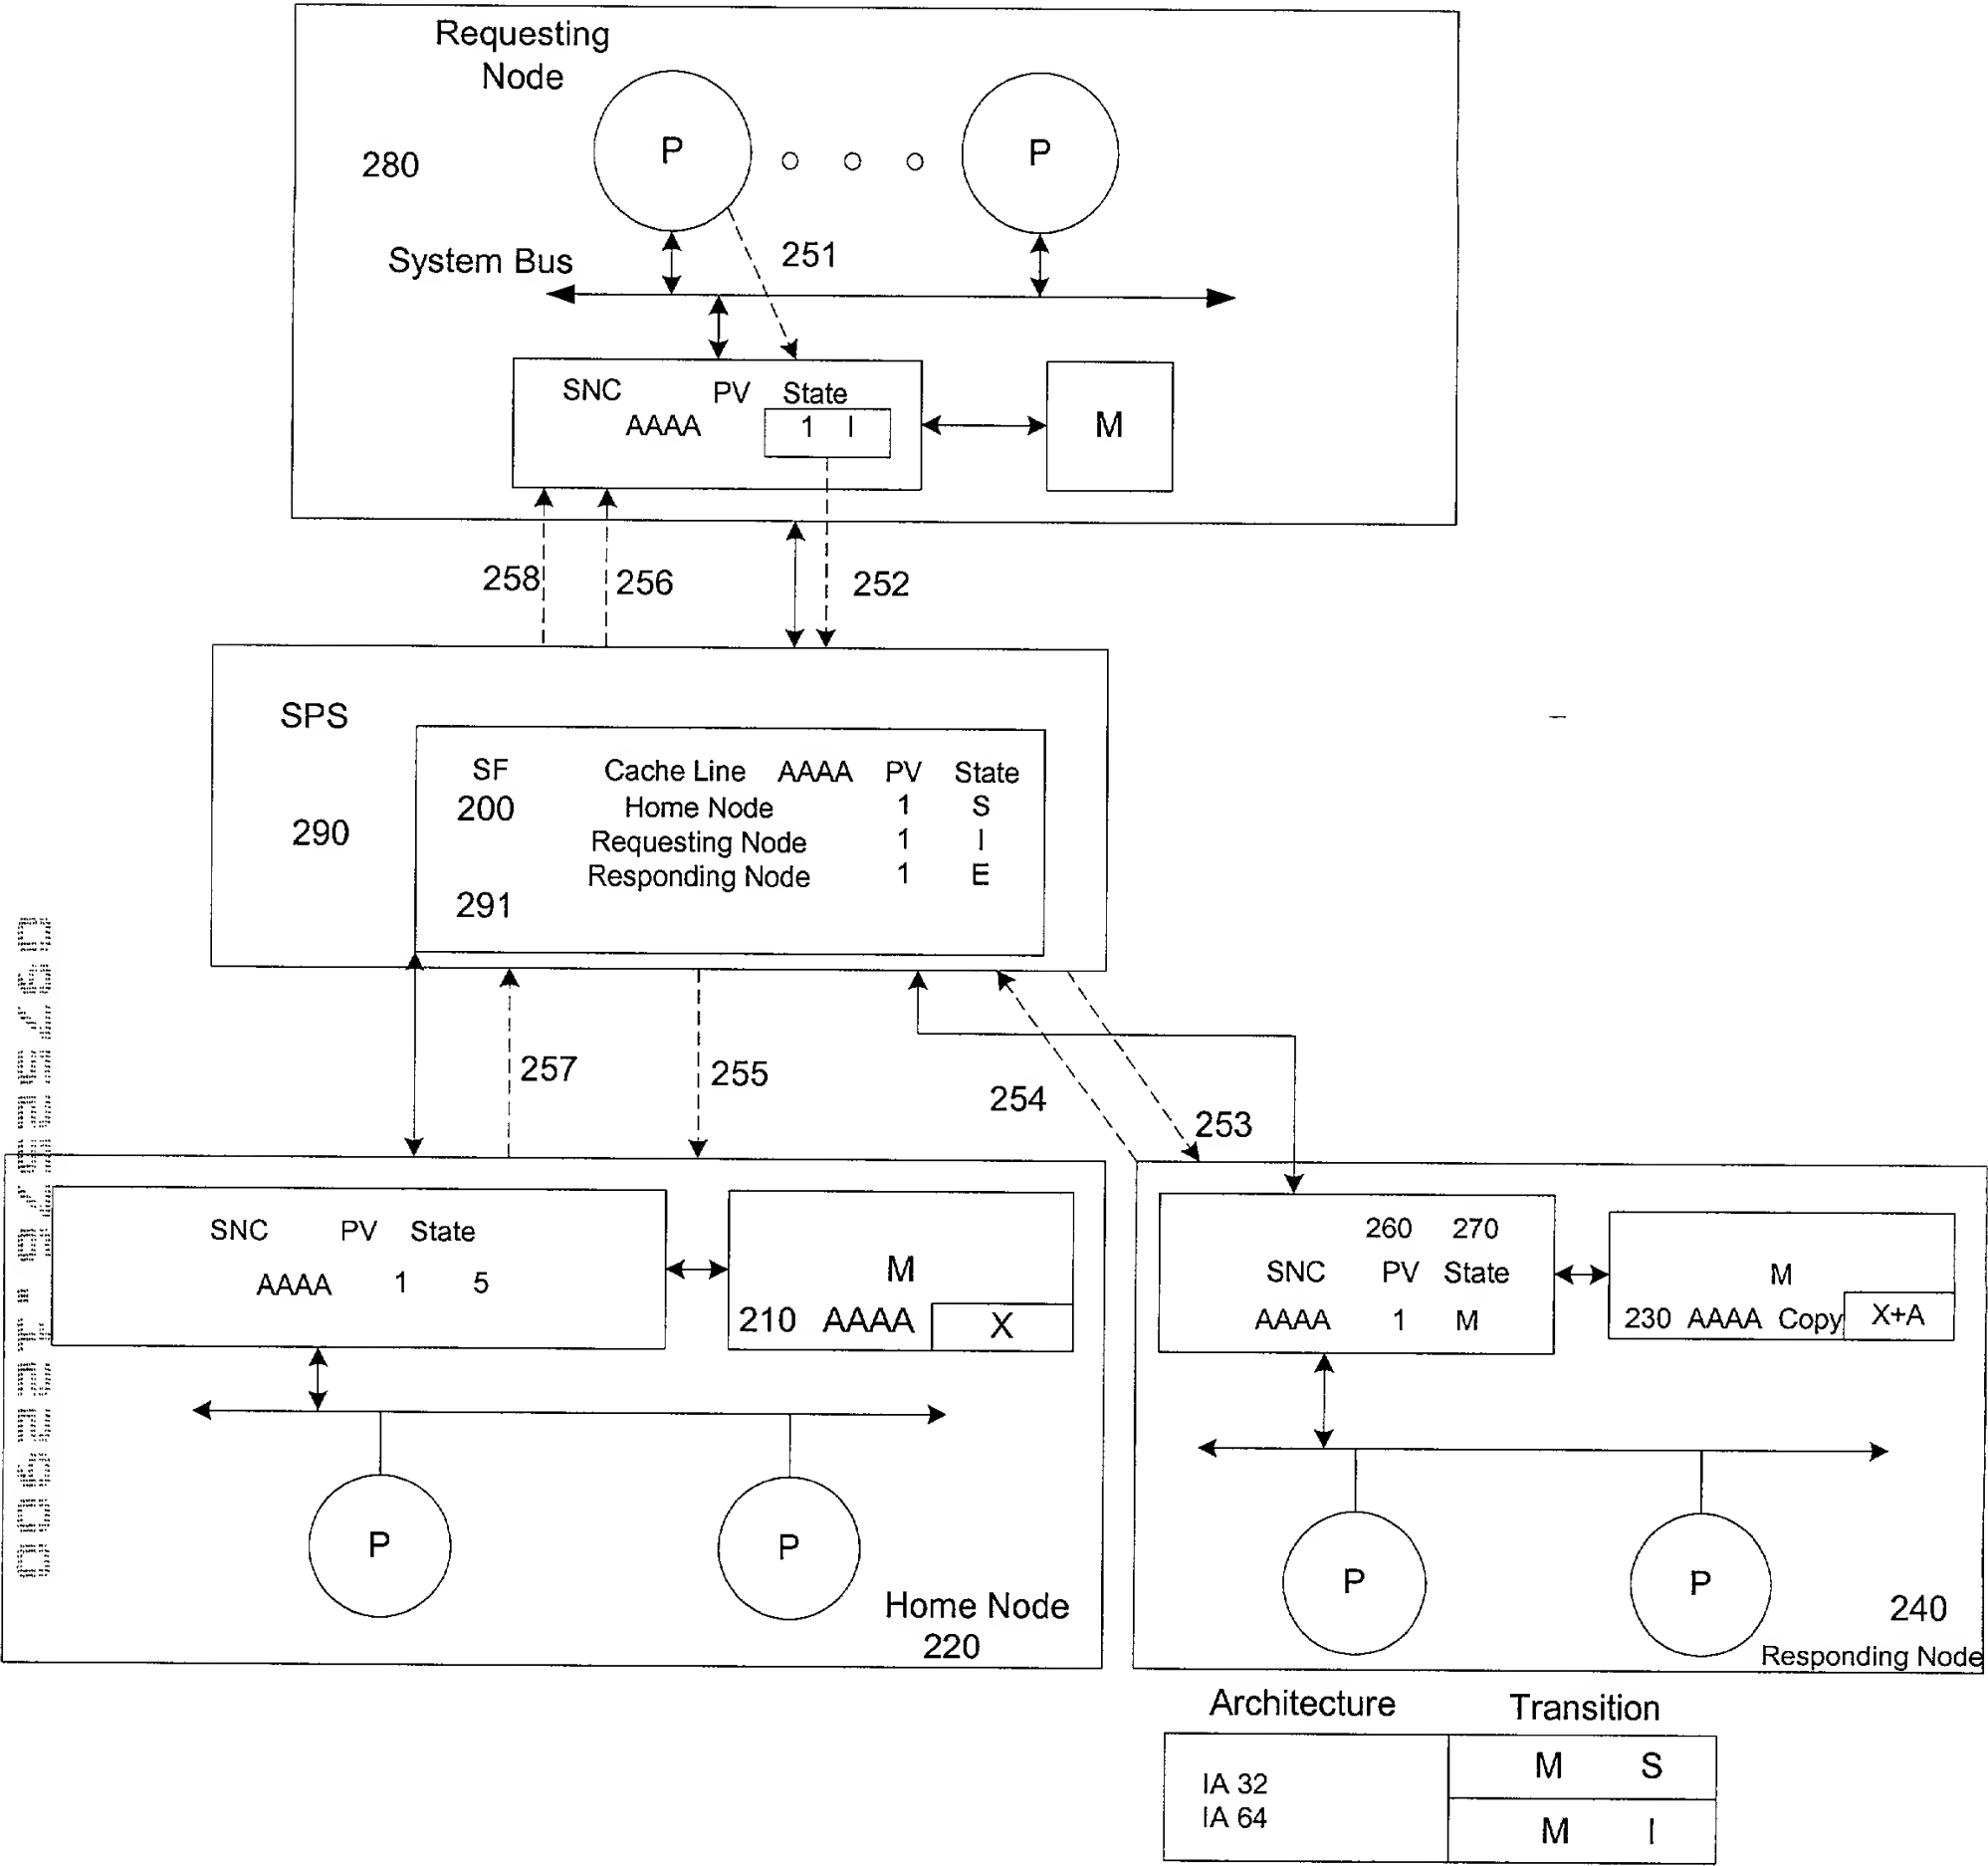 Requesting
Node
P
P
280
251
System Bus
SNC PV State
AAAA 1 I
M
258
256
252
SPS
290
SF Cache Line AAAA PV State
200 Home Node 1 S
Requesting Node 1 I
Responding Node 1 E
291
257
255
254
253
SNC PV State
AAAA 1 5
M
210 AAAA X
P
P
Home Node
220
260 270
SNC PV State
AAAA 1 M
M
230 AAAA Copy X+A
P
P
240
Responding Node
Architecture Transition
IA 32
IA 64
M S
M I